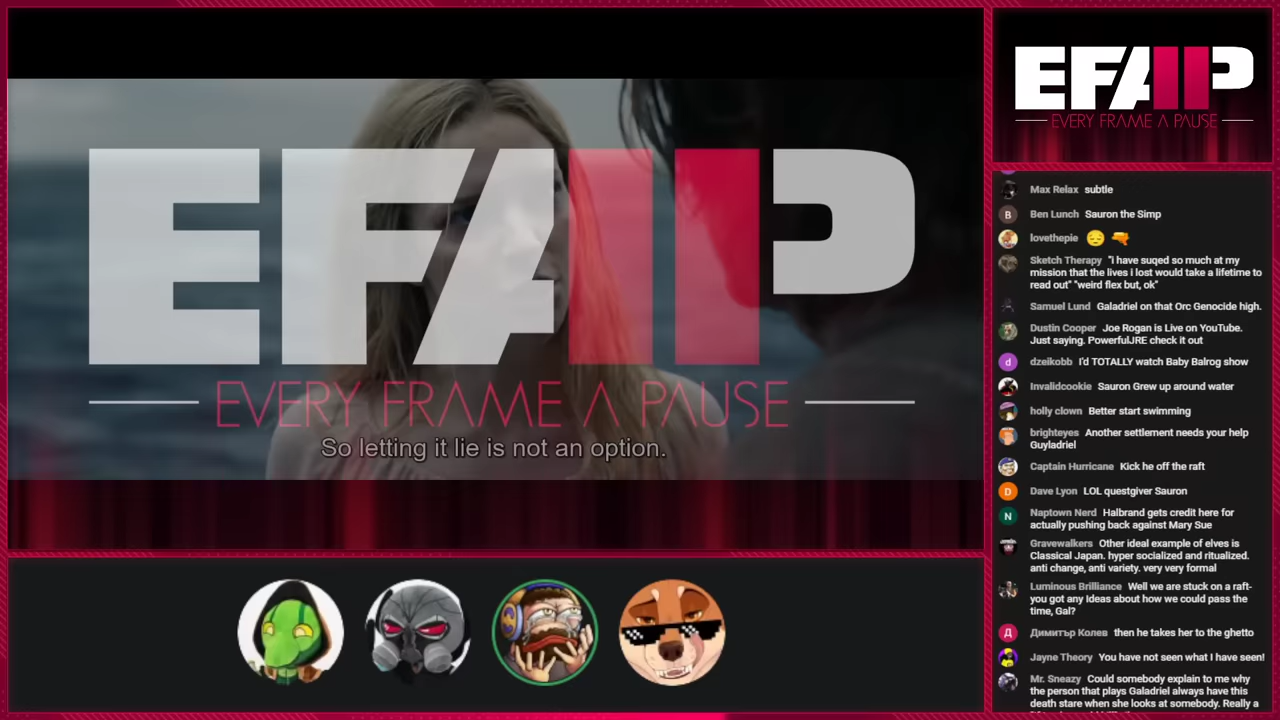 EFAP
EVERY FRAME A PAUSE
So letting it lie is not an option.
EFAP
EVERY FRAME A PAUSE
Max Relax subtle
B Ben Lunch Sauron the Simp
lovethepie 😔 🔫
Sketch Therapy "i have suqed so much at my
mission that the lives i lost would take a lifetime to
read out" "weird flex but, ok"
Samuel Lund Galadriel on that Orc Genocide high.
Dustin Cooper Joe Rogan is Live on YouTube.
Just saying. PowerfulJRE check it out
d dzeikobb I'd TOTALLY watch Baby Balrog show
Invalidcookie Sauron Grew up around water
holly clown Better start swimming
brighteyes Another settlement needs your help
Guyladriel
Captain Hurricane Kick he off the raft
D Dave Lyon LOL questgiver Sauron
N Naptown Nerd Halbrand gets credit here for
actually pushing back against Mary Sue
Gravewalkers Other ideal example of elves is
Classical Japan. hyper socialized and ritualized.
anti change, anti variety. very very formal
Luminous Brilliance Well we are stuck on a raft-
you got any Ideas about how we could pass the
time, Gal?
Д Димитър Колев then he takes her to the ghetto
Jayne Theory You have not seen what I have seen!
Mr. Sneazy Could somebody explain to me why
the person that plays Galadriel always have this
death stare when she looks at somebody. Really a